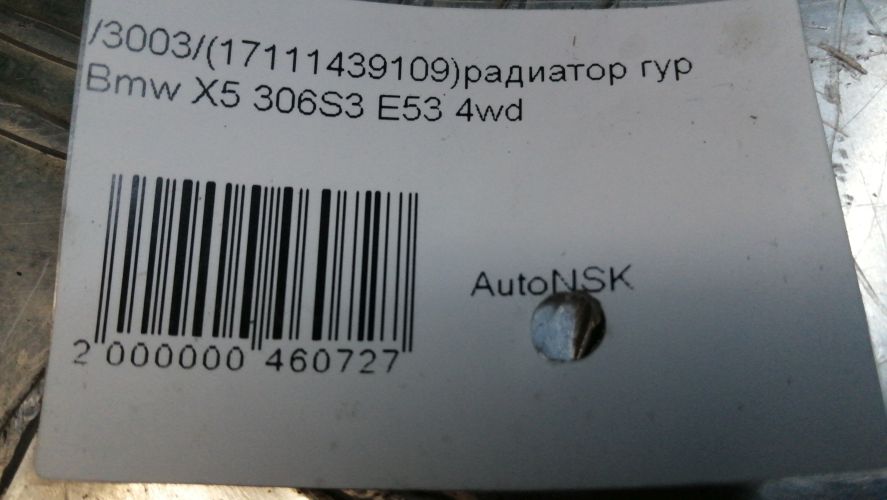 /3003/(17111439109)радиатор гур
Bmw X5 306S3 E53 4wd
AutoNSK
2 000000 460727